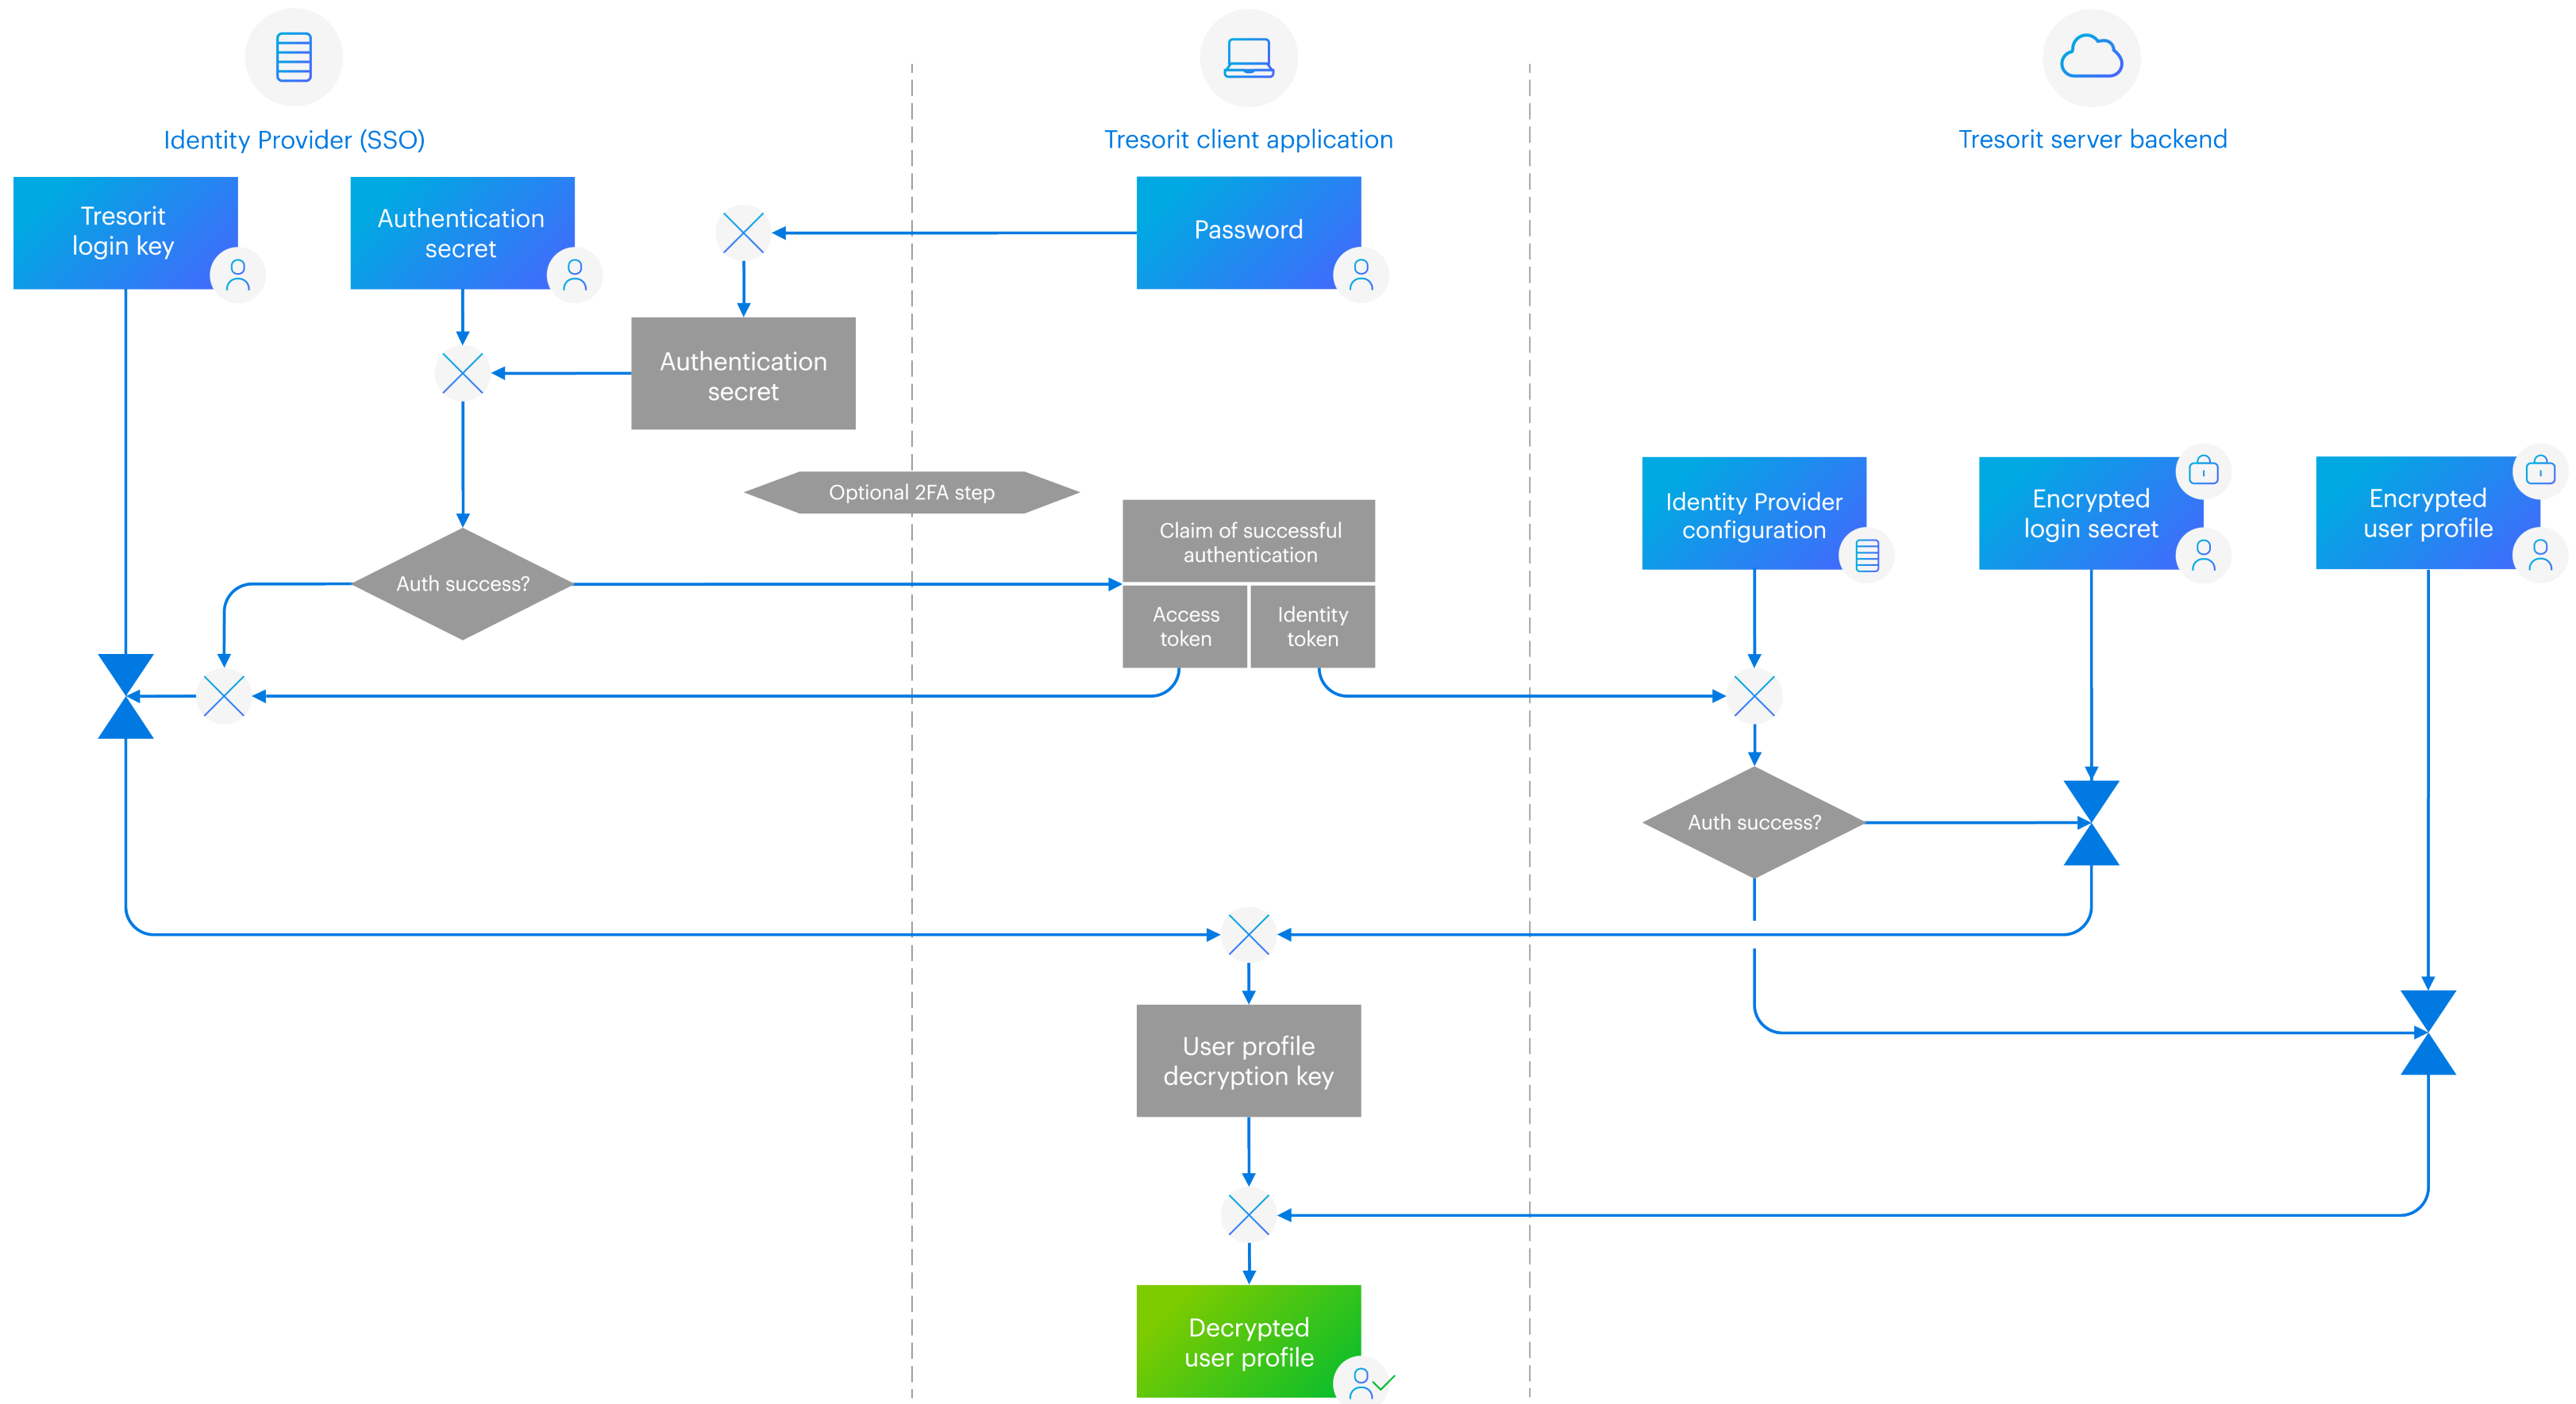 Identity Provider (SSO)
Tresorit client application
Tresorit server backend
Tresorit
login key
Authentication
secret
Password
Authentication
secret
Optional 2FA step
Claim of successful
authentication
Access
token
Identity
token
Auth success?
Identity Provider
configuration
Encrypted
login secret
Encrypted
user profile
Auth success?
User profile
decryption key
Decrypted
user profile